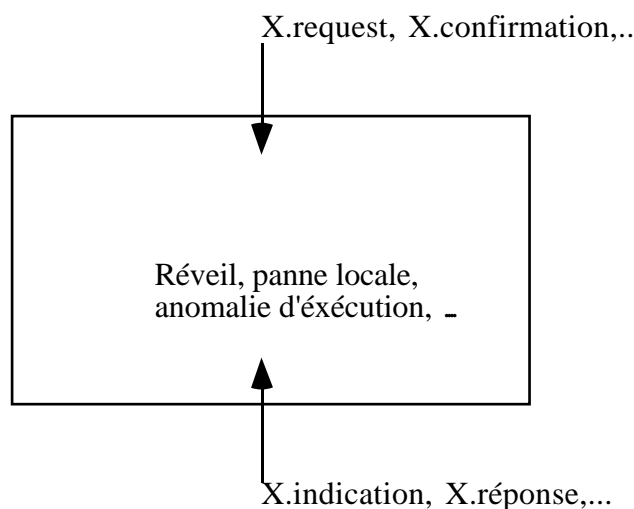 X.request, X.confirmation,..
Réveil, panne locale,
anomalie d'éxécution, ...
X.indication, X.réponse,...